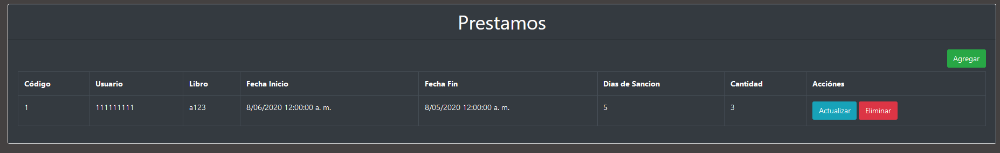 Prestamos
Agregar
Código Usuario Libro Fecha Inicio Fecha Fin Dias de Sancion Cantidad Acciónes
1 111111111 a123 8/06/2020 12:00:00 a. m. 8/05/2020 12:00:00 a. m. 5 3 Actualizar Eliminar